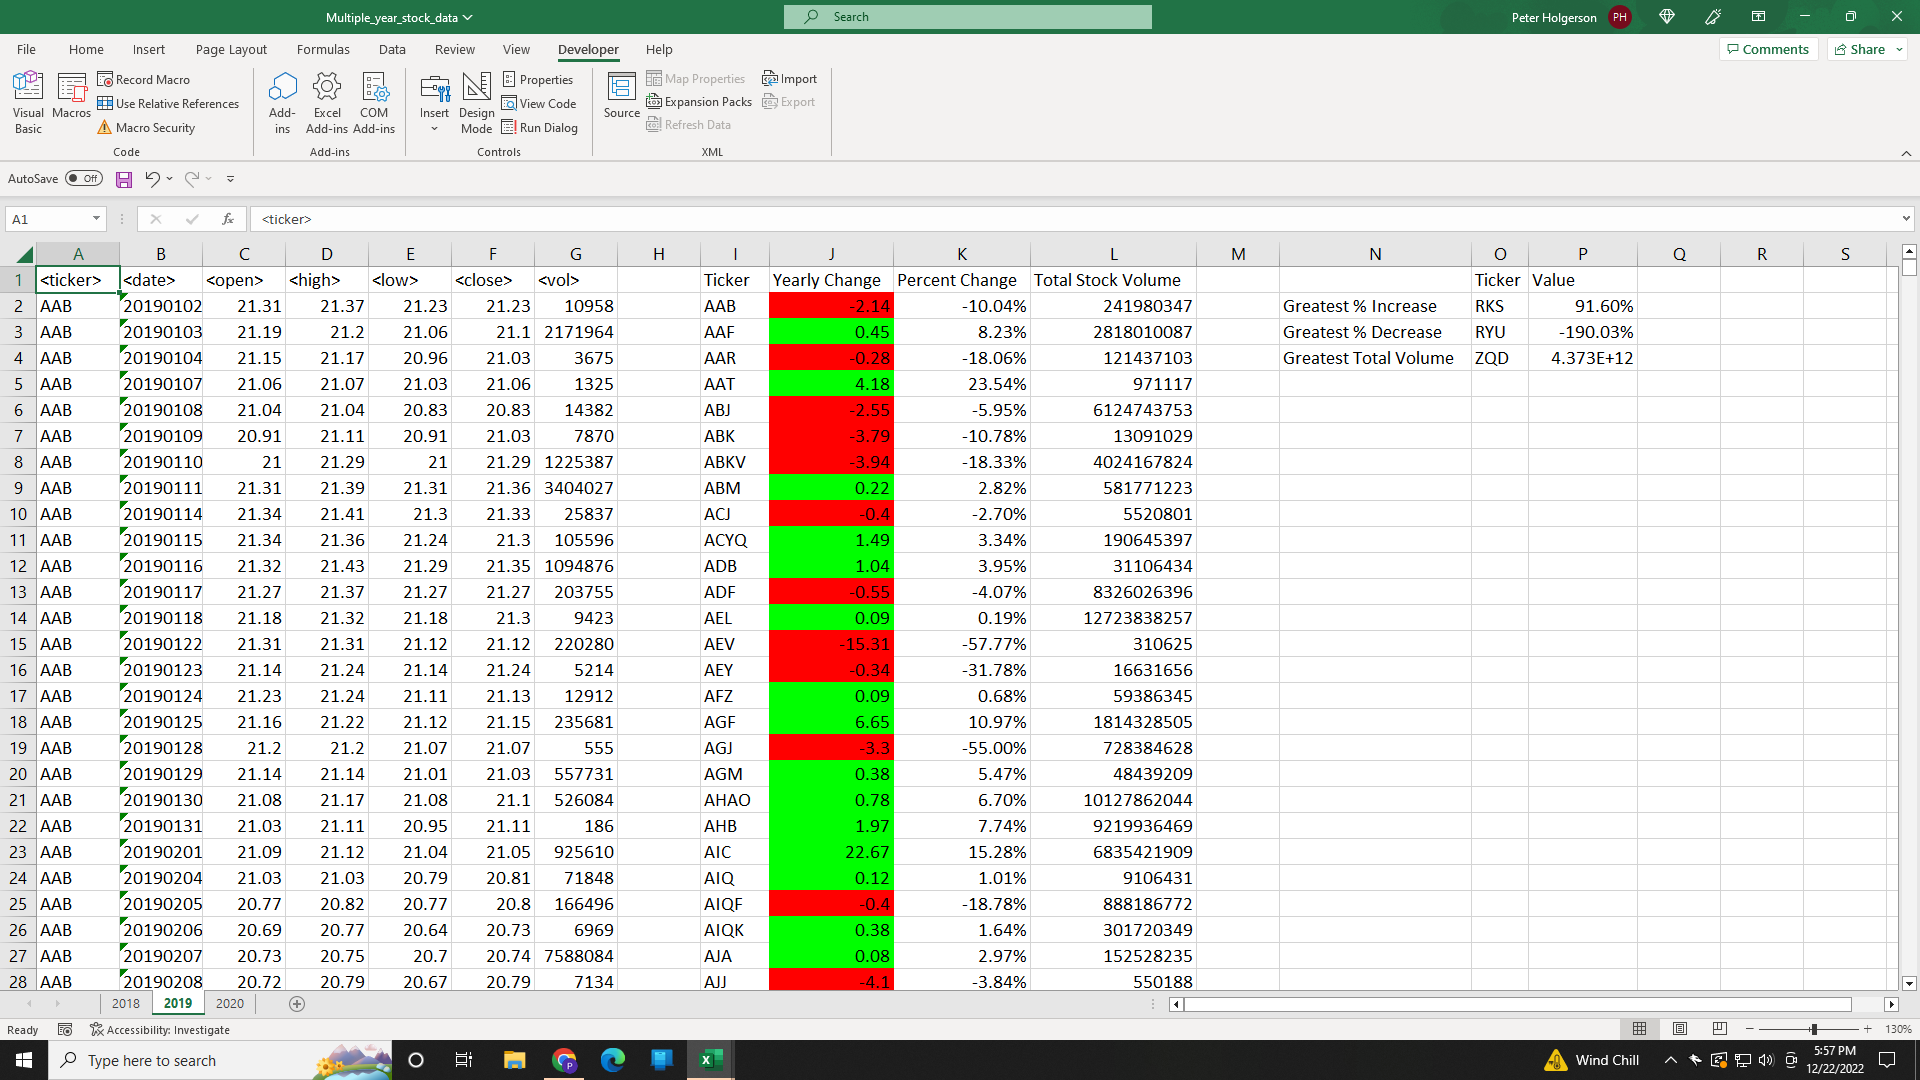 Multiple_year_stock_data
Search
Peter Holgerson PH
File Home Insert Page Layout Formulas Data Review View Developer Help
Comments Share
Visual Basic
Macros
Record Macro
Use Relative References
Macro Security
Code
Add-ins
Excel Add-ins
COM Add-ins
Add-ins
Insert
Design Mode
Properties
View Code
Run Dialog
Controls
Source
Map Properties
Expansion Packs
Refresh Data
Import
Export
XML
AutoSave Off
A1 fx <ticker>
A B C D E F G H I J K L M N O P Q R S
1 <ticker> <date> <open> <high> <low> <close> <vol> Ticker Yearly Change Percent Change Total Stock Volume Ticker Value
2 AAB 20190102 21.31 21.37 21.23 21.23 10958 AAB -2.14 -10.04% 241980347 Greatest % Increase RKS 91.60%
3 AAB 20190103 21.19 21.2 21.06 21.1 2171964 AAF 0.45 8.23% 2818010087 Greatest % Decrease RYU -190.03%
4 AAB 20190104 21.15 21.17 20.96 21.03 3675 AAR -0.28 -18.06% 121437103 Greatest Total Volume ZQD 4.373E+12
5 AAB 20190107 21.06 21.07 21.03 21.06 1325 AAT 4.18 23.54% 971117
6 AAB 20190108 21.04 21.04 20.83 20.83 14382 ABJ -2.55 -5.95% 6124743753
7 AAB 20190109 20.91 21.11 20.91 21.03 7870 ABK -3.79 -10.78% 13091029
8 AAB 20190110 21 21.29 21 21.29 1225387 ABKV -3.94 -18.33% 4024167824
9 AAB 20190111 21.31 21.39 21.31 21.36 3404027 ABM 0.22 2.82% 581771223
10 AAB 20190114 21.34 21.41 21.3 21.33 25837 ACJ -0.4 -2.70% 5520801
11 AAB 20190115 21.34 21.36 21.24 21.3 105596 ACYQ 1.49 3.34% 190645397
12 AAB 20190116 21.32 21.43 21.29 21.35 1094876 ADB 1.04 3.95% 31106434
13 AAB 20190117 21.27 21.37 21.27 21.27 203755 ADF -0.55 -4.07% 8326026396
14 AAB 20190118 21.18 21.32 21.18 21.3 9423 AEL 0.09 0.19% 12723838257
15 AAB 20190122 21.31 21.31 21.12 21.12 220280 AEV -15.31 -57.77% 310625
16 AAB 20190123 21.14 21.24 21.14 21.24 5214 AEY -0.34 -31.78% 16631656
17 AAB 20190124 21.23 21.24 21.11 21.13 12912 AFZ 0.09 0.68% 59386345
18 AAB 20190125 21.16 21.22 21.12 21.15 235681 AGF 6.65 10.97% 1814328505
19 AAB 20190128 21.2 21.2 21.07 21.07 555 AGJ -3.3 -55.00% 728384628
20 AAB 20190129 21.14 21.14 21.01 21.03 557731 AGM 0.38 5.47% 48439209
21 AAB 20190130 21.08 21.17 21.08 21.1 526084 AHAO 0.78 6.70% 10127862044
22 AAB 20190131 21.03 21.11 20.95 21.11 186 AHB 1.97 7.74% 9219936469
23 AAB 20190201 21.09 21.12 21.04 21.05 925610 AIC 22.67 15.28% 6835421909
24 AAB 20190204 21.03 21.03 20.79 20.81 71848 AIQ 0.12 1.01% 9106431
25 AAB 20190205 20.77 20.82 20.77 20.8 166496 AIQF -0.4 -18.78% 888186772
26 AAB 20190206 20.69 20.77 20.64 20.73 6969 AIQK 0.38 1.64% 301720349
27 AAB 20190207 20.73 20.75 20.7 20.74 7588084 AJA 0.08 2.97% 152528235
28 AAB 20190208 20.72 20.79 20.67 20.79 7134 AJJ -4.1 -3.84% 550188
2018 2019 2020
Ready Accessibility: Investigate 130%
Type here to search
Wind Chill
5:57 PM
12/22/2022